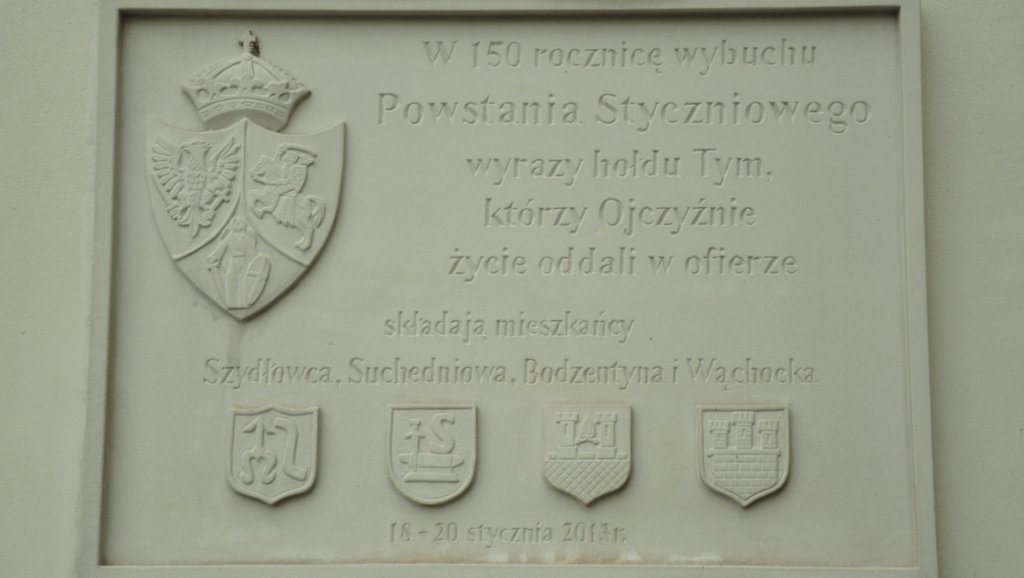 W 150 rocznicę wybuchu
Powstania Styczniowego
wyrazy hołdu Tym,
którzy Ojczyźnie
życie oddali w ofierze
składają mieszkańcy
Szydłowca, Suchedniowa, Bodzentyna i Wąchocka
S
18 - 20 stycznia 2013 r.